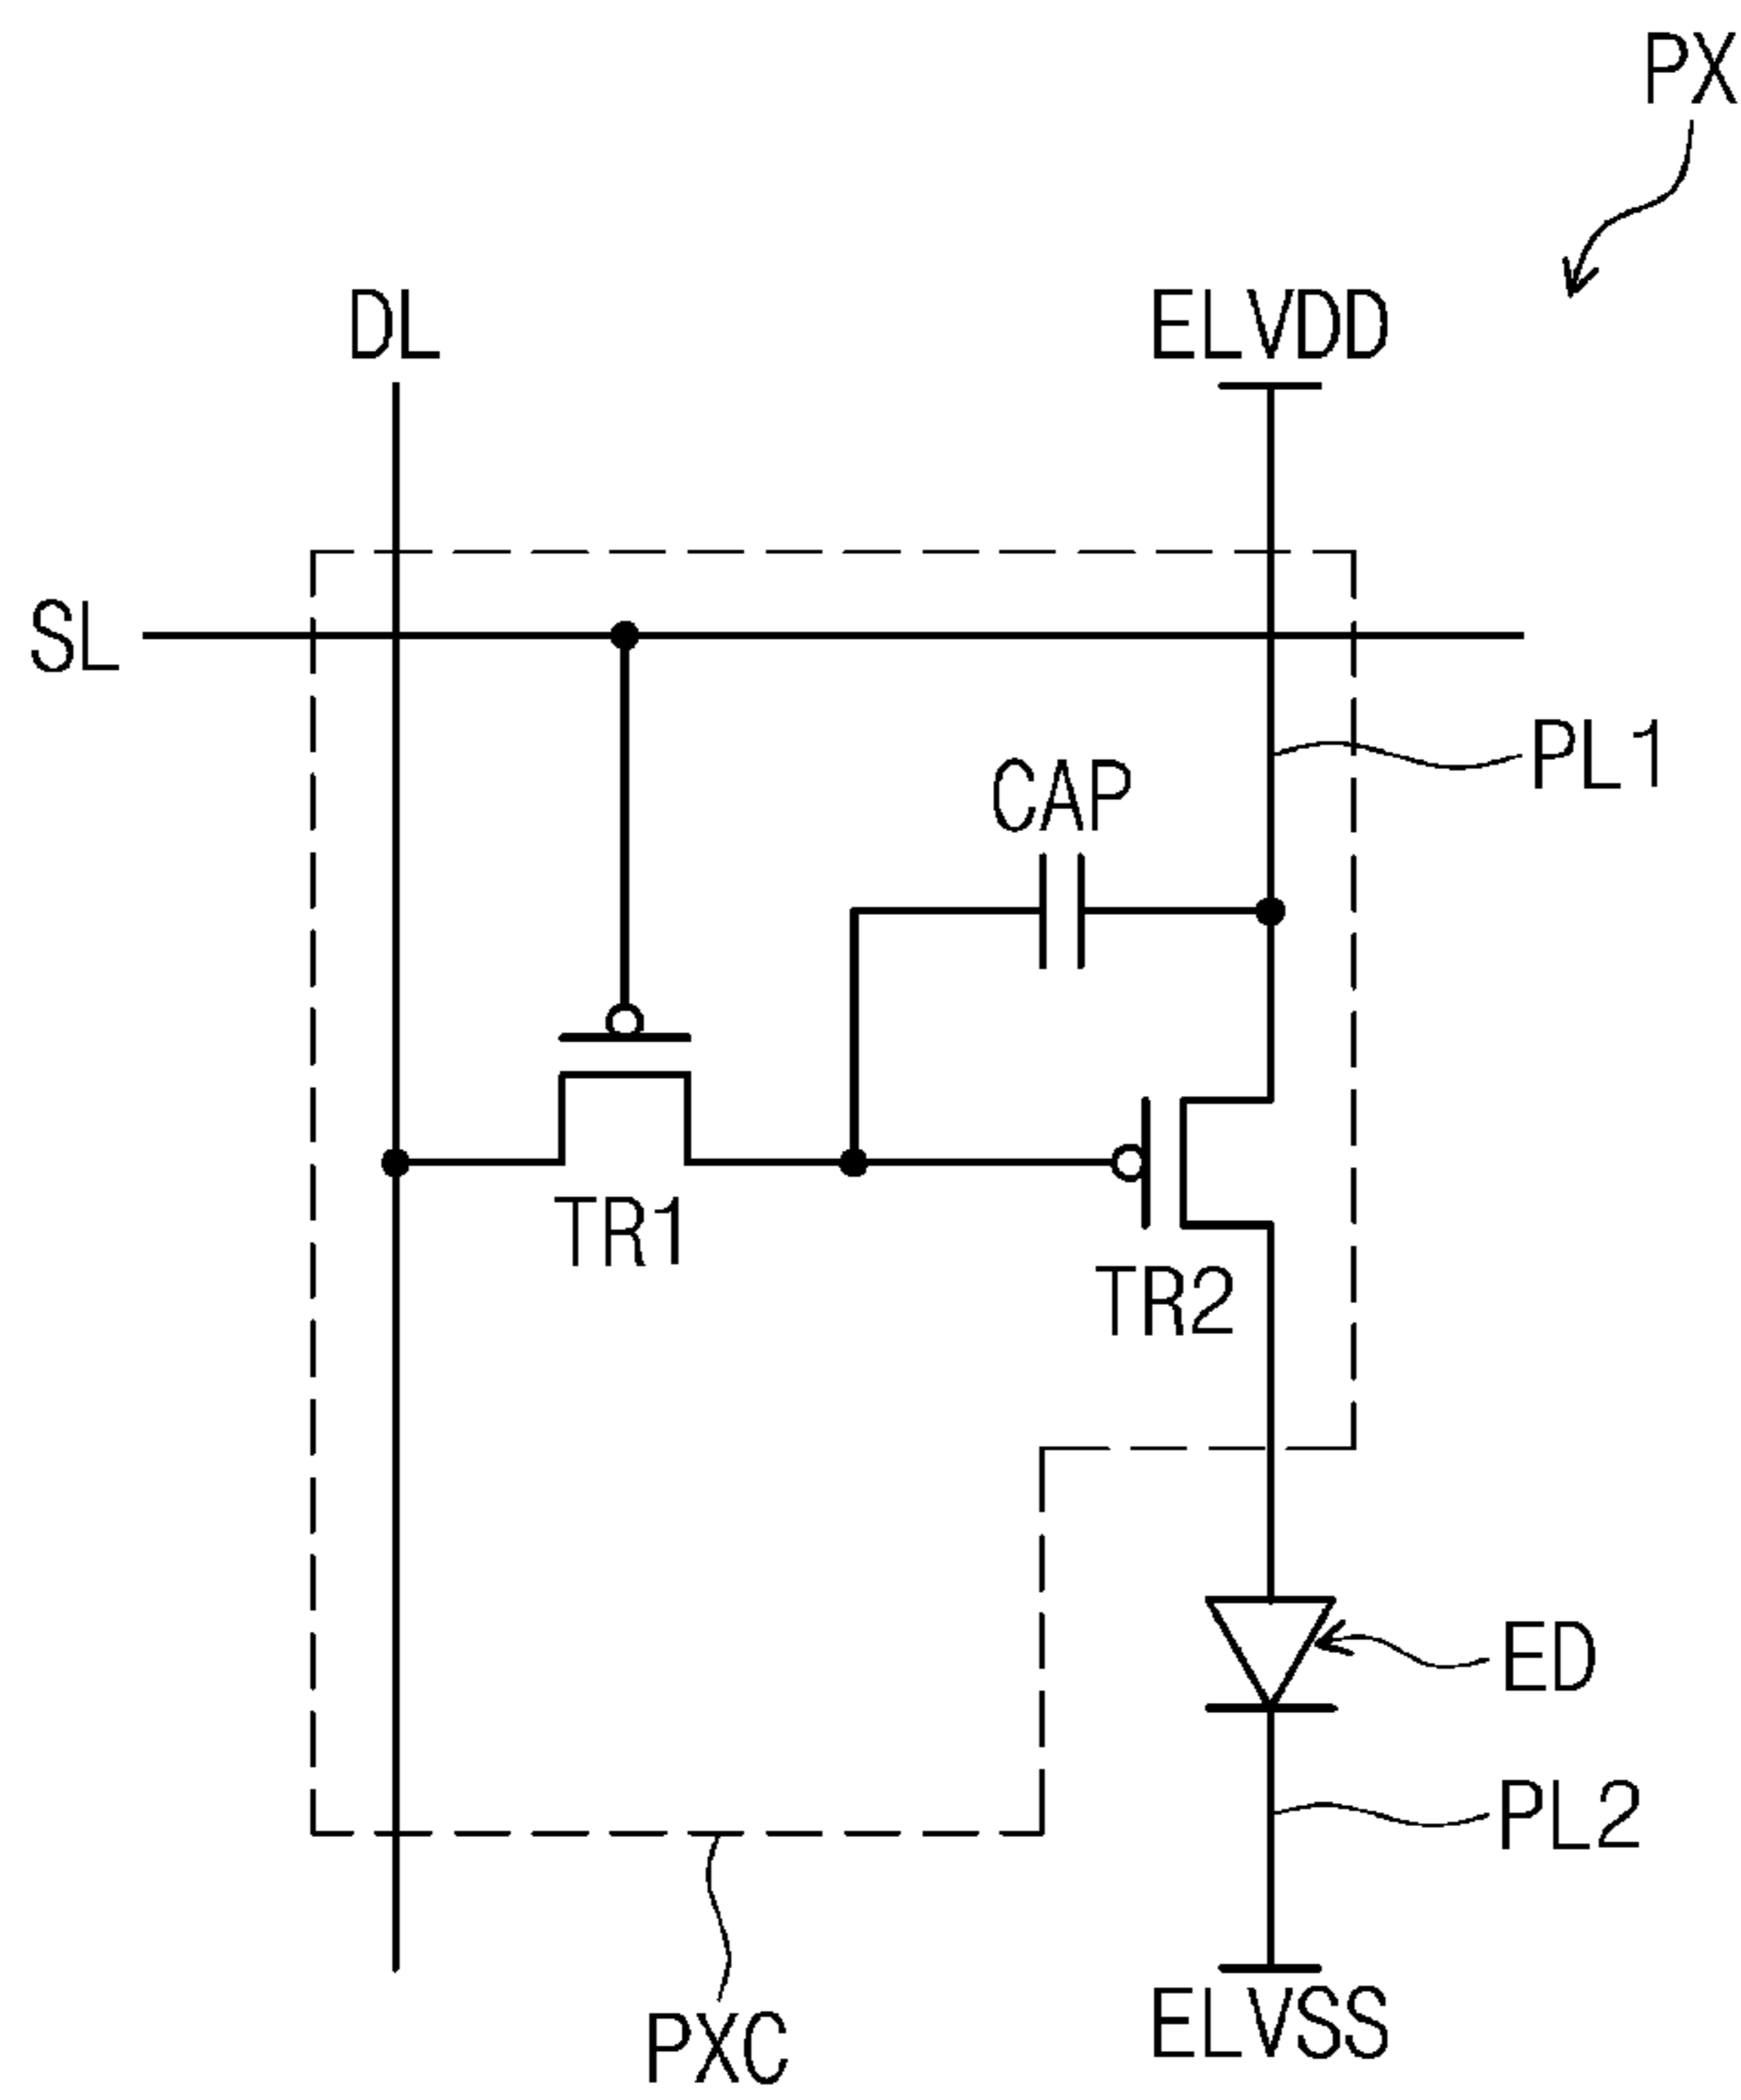 PX
DL
ELVDD
SL
PL1
CAP
TR1
TR2
ED
PL2
ELVSS
PXC